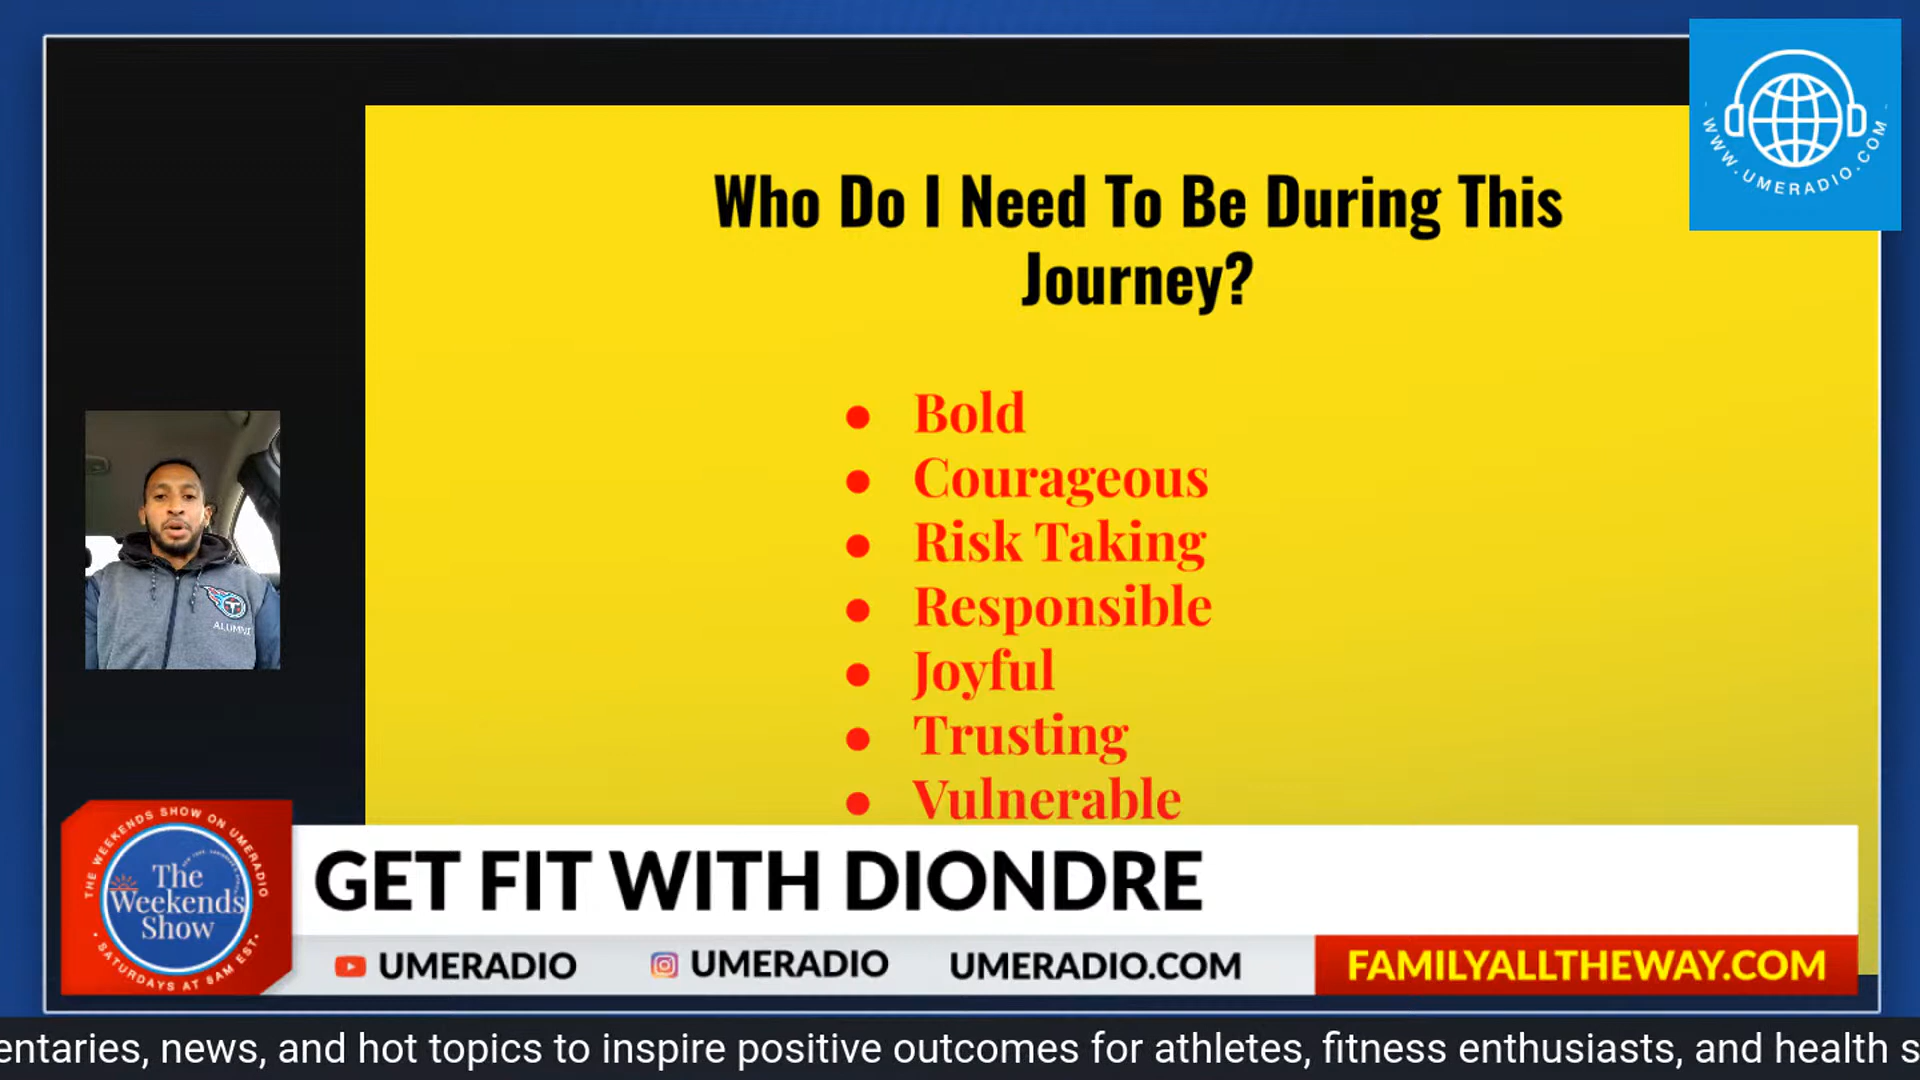 WWW.UMERADIO.COM
Who Do I Need To Be During This
Journey?
● Bold
● Courageous
● Risk Taking
● Responsible
● Joyful
● Trusting
● Vulnerable
ALUMNI
THE WEEKENDS SHOW ON UMERADIO
The
Weekends
Show
• SATURDAYS AT 8AM EST •
GET FIT WITH DIONDRE
UMERADIO UMERADIO UMERADIO.COM FAMILYALLTHEWAY.COM
entaries, news, and hot topics to inspire positive outcomes for athletes, fitness enthusiasts, and health s